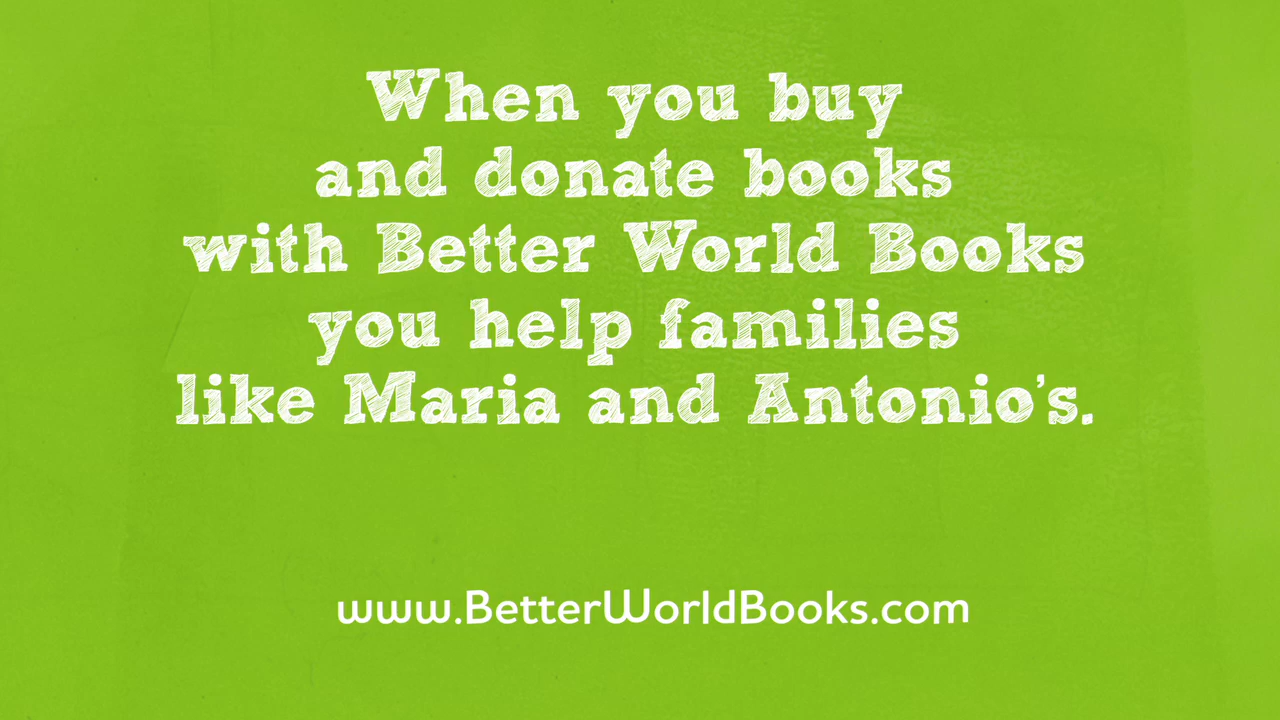 When you buy
and donate books
with Better World Books
you help families
like Maria and Antonio’s.
www.BetterWorldBooks.com